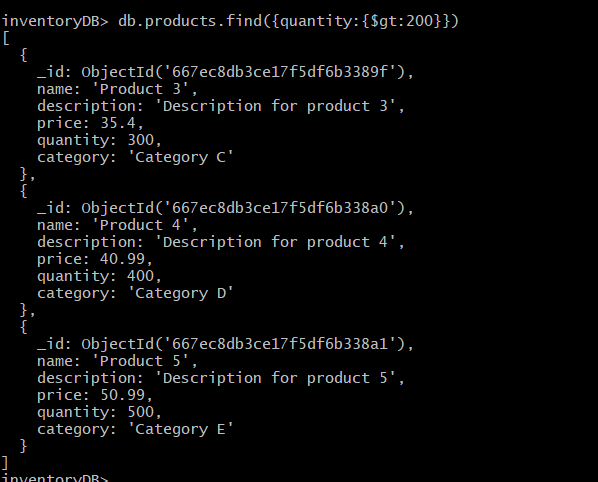 inventoryDB> db.products.find({quantity:{$gt:200}})
[
  {
    _id: ObjectId('667ec8db3ce17f5df6b3389f'),
    name: 'Product 3',
    description: 'Description for product 3',
    price: 35.4,
    quantity: 300,
    category: 'Category C'
  },
  {
    _id: ObjectId('667ec8db3ce17f5df6b338a0'),
    name: 'Product 4',
    description: 'Description for product 4',
    price: 40.99,
    quantity: 400,
    category: 'Category D'
  },
  {
    _id: ObjectId('667ec8db3ce17f5df6b338a1'),
    name: 'Product 5',
    description: 'Description for product 5',
    price: 50.99,
    quantity: 500,
    category: 'Category E'
  }
]
inventoryDB>